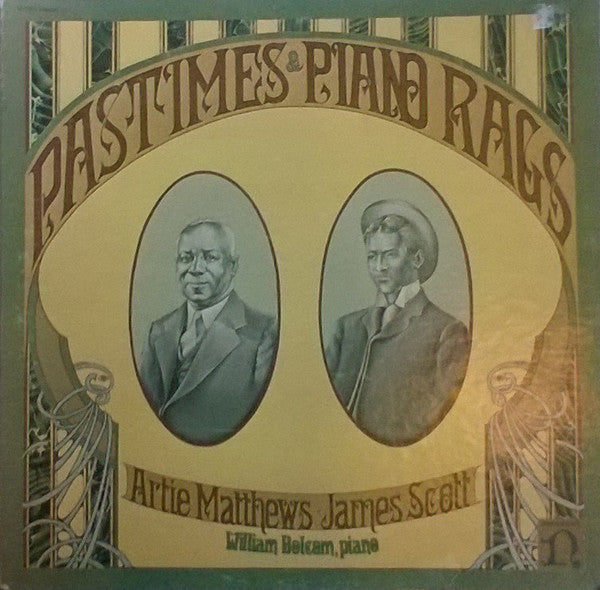 PASTIMES & PIANO RAGS
Artie Matthews James Scott
William Bolcom, piano
n